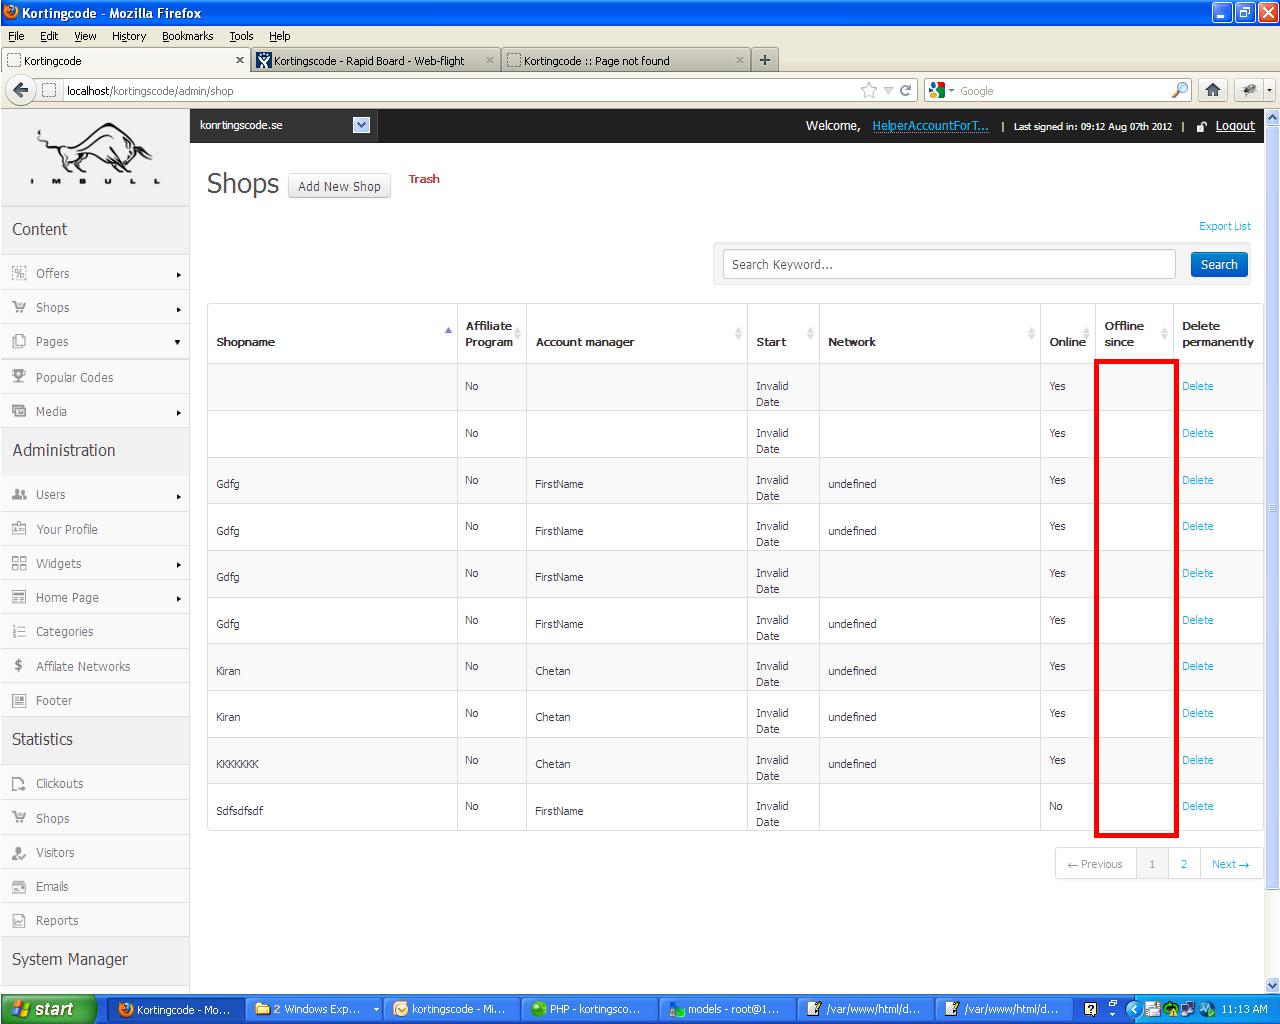 Kortingcode - Mozilla Firefox
File Edit View History Bookmarks Tools Help
Kortingcode
Kortingscode - Rapid Board - Web-flight
Kortingcode :: Page not found
localhost/kortingscode/admin/shop
Google
IMBULL
konrtingscode.se
Welcome, HelperAccountForT... | Last signed in: 09:12 Aug 07th 2012 | Logout
Content
Offers
Shops
Pages
Popular Codes
Media
Administration
Users
Your Profile
Widgets
Home Page
Categories
Affilate Networks
Footer
Statistics
Clickouts
Shops
Visitors
Emails
Reports
System Manager
Shops Add New Shop Trash
Export List
Search Keyword... Search
Shopname Affiliate Program Account manager Start Network Online Offline since Delete permanently
No Invalid Date Yes Delete
No Invalid Date Yes Delete
Gdfg No FirstName Invalid Date undefined Yes Delete
Gdfg No FirstName Invalid Date undefined Yes Delete
Gdfg No FirstName Invalid Date Yes Delete
Gdfg No FirstName Invalid Date undefined Yes Delete
Kiran No Chetan Invalid Date undefined Yes Delete
Kiran No Chetan Invalid Date undefined Yes Delete
KKKKKKK No Chetan Invalid Date undefined Yes Delete
Sdfsdfsdf No FirstName Invalid Date No Delete
← Previous 1 2 Next →
start Kortingcode - Mo... 2 Windows Exp... kortingscode - Mi... PHP - kortingsco... models - root@1... /var/www/html/d... /var/www/html/d... 11:13 AM